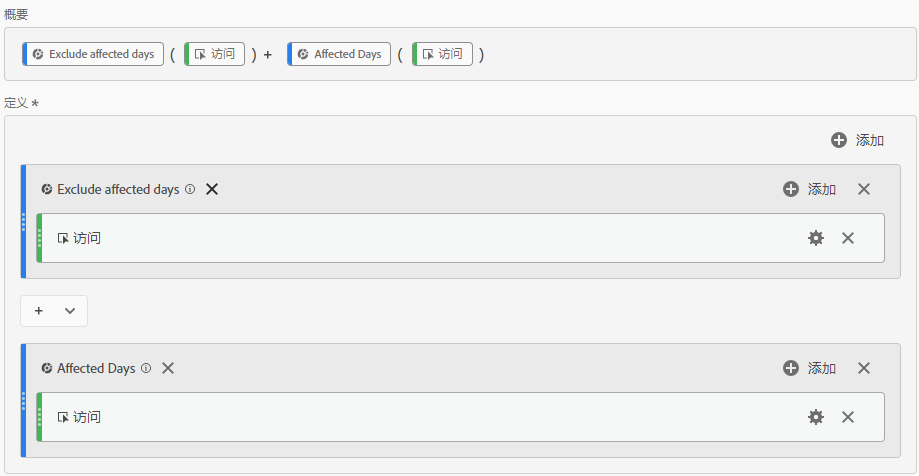 概要
Exclude affected days ( 访问 ) + Affected Days ( 访问 )
定义 *
添加
Exclude affected days 添加
访问
+
Affected Days 添加
访问